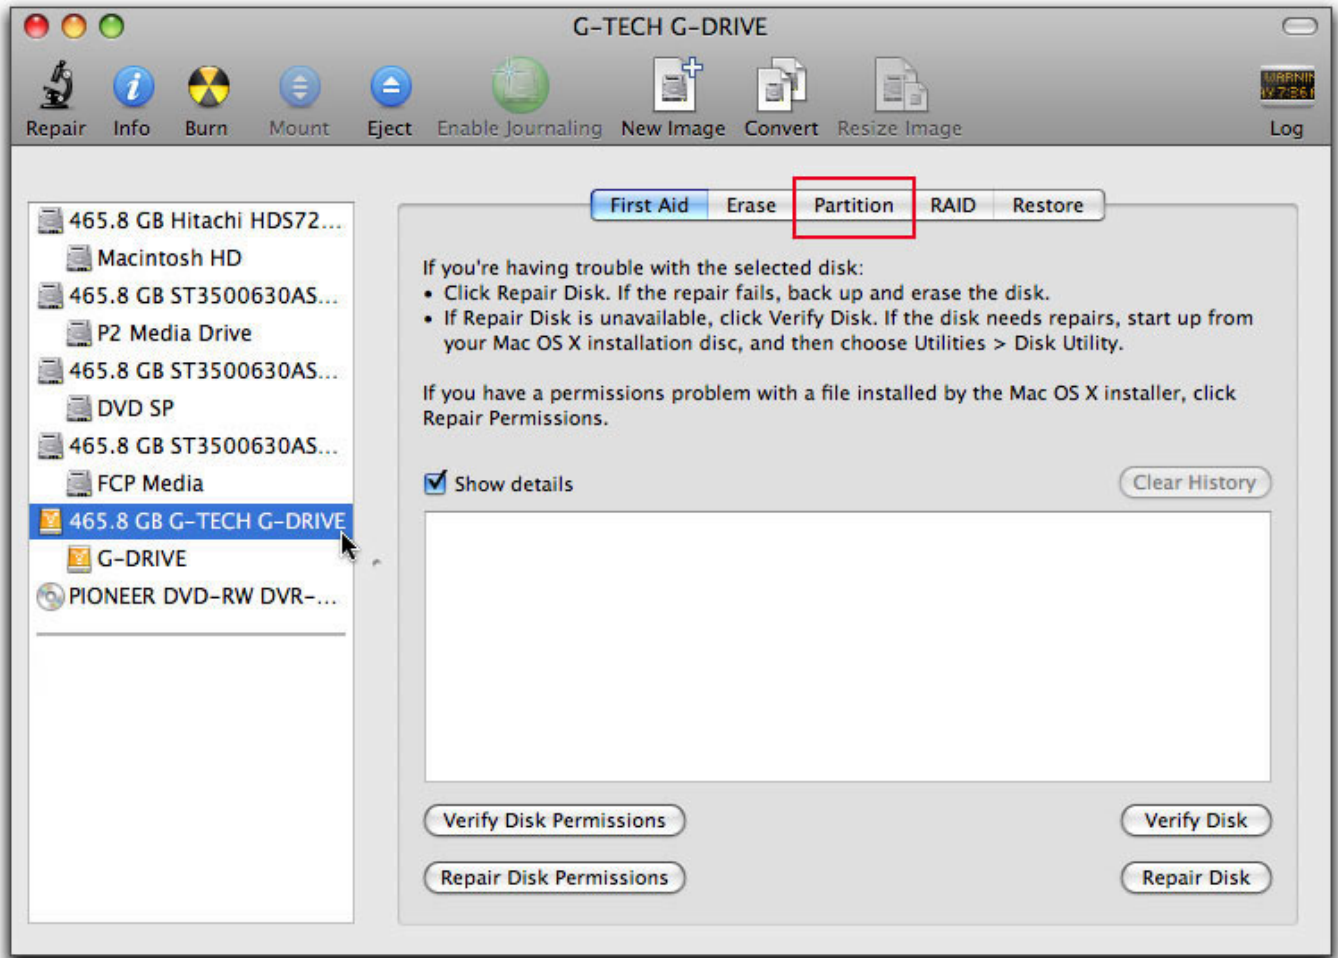 G-TECH G-DRIVE
Repair Info Burn Mount Eject Enable Journaling New Image Convert Resize Image Log
465.8 GB Hitachi HDS72...
Macintosh HD
465.8 GB ST3500630AS...
P2 Media Drive
465.8 GB ST3500630AS...
DVD SP
465.8 GB ST3500630AS...
FCP Media
465.8 GB G-TECH G-DRIVE
G-DRIVE
PIONEER DVD-RW DVR-...
First Aid Erase Partition RAID Restore
If you're having trouble with the selected disk:
• Click Repair Disk. If the repair fails, back up and erase the disk.
• If Repair Disk is unavailable, click Verify Disk. If the disk needs repairs, start up from
your Mac OS X installation disc, and then choose Utilities > Disk Utility.
If you have a permissions problem with a file installed by the Mac OS X installer, click
Repair Permissions.
Show details
Clear History
Verify Disk Permissions
Verify Disk
Repair Disk Permissions
Repair Disk